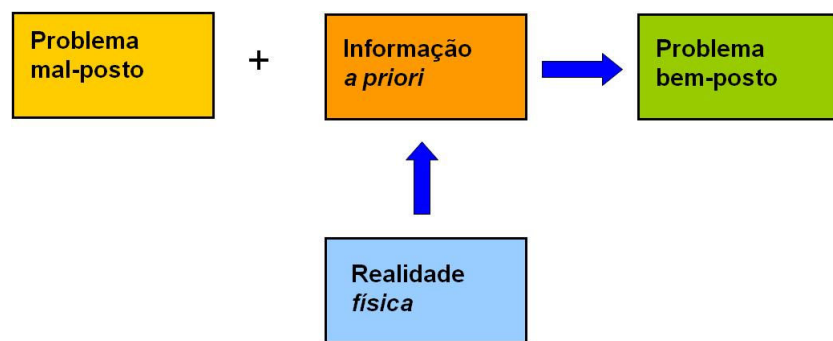 Problema
mal-posto
+
Informação
a priori
Problema
bem-posto
Realidade
física